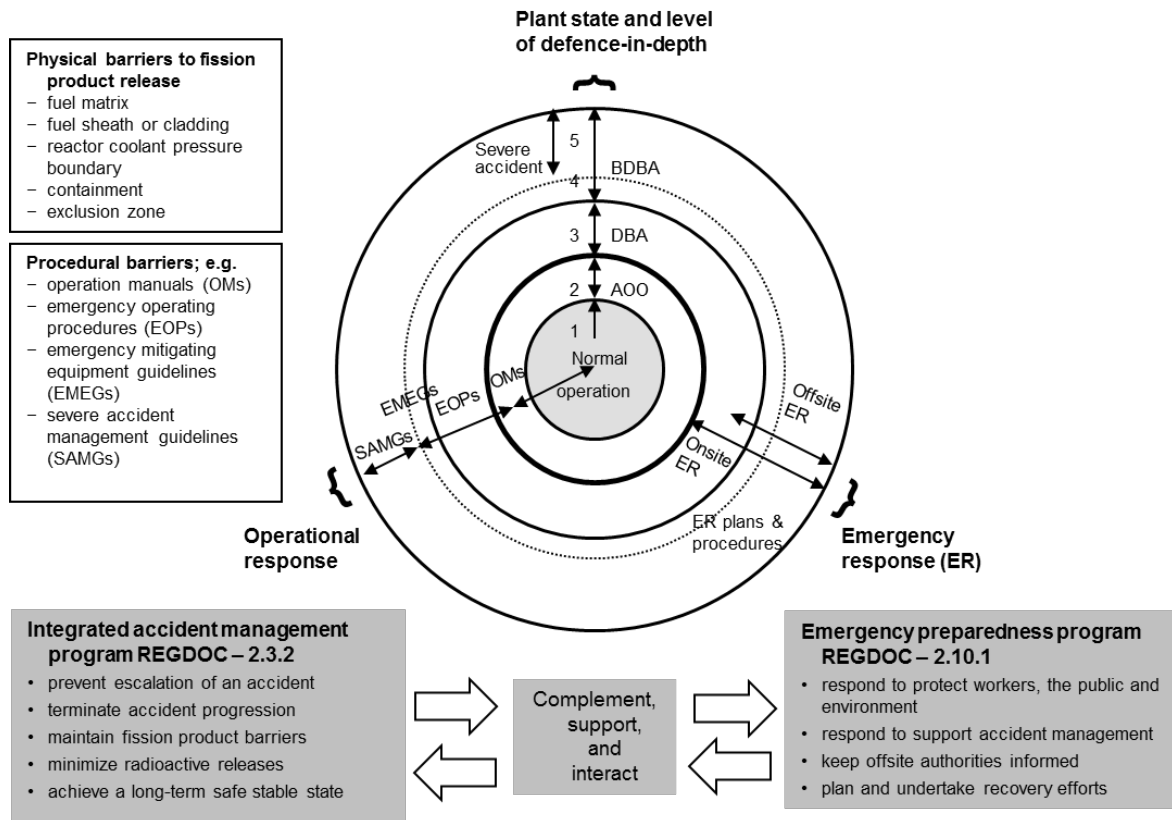 Plant state and level
of defence-in-depth
Physical barriers to fission
product release
– fuel matrix
– fuel sheath or cladding
– reactor coolant pressure
boundary
– containment
– exclusion zone
Procedural barriers; e.g.
– operation manuals (OMs)
– emergency operating
procedures (EOPs)
– emergency mitigating
equipment guidelines
(EMEGs)
– severe accident
management guidelines
(SAMGs)
5
Severe
accident
4
BDBA
3
DBA
2
AOO
1
Normal
operation
OMs
EOPs
EMEGs
SAMGs
Offsite
ER
Onsite
ER
ER plans &
procedures
Operational
response
Emergency
response (ER)
Integrated accident management
program REGDOC – 2.3.2
• prevent escalation of an accident
• terminate accident progression
• maintain fission product barriers
• minimize radioactive releases
• achieve a long-term safe stable state
Complement,
support,
and
interact
Emergency preparedness program
REGDOC – 2.10.1
• respond to protect workers, the public and
environment
• respond to support accident management
• keep offsite authorities informed
• plan and undertake recovery efforts